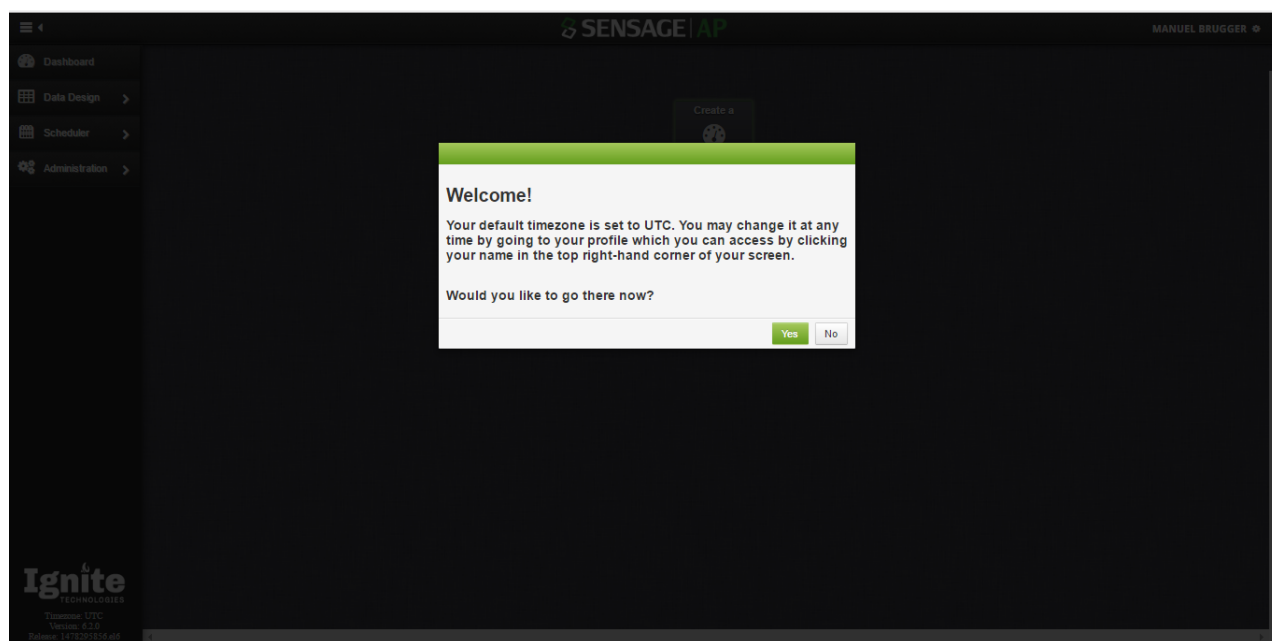 SENSAGE|AP
MANUEL BRUGGER
Dashboard
Data Design
Scheduler
Administration
Create a
Welcome!
Your default timezone is set to UTC. You may change it at any
time by going to your profile which you can access by clicking
your name in the top right-hand corner of your screen.
Would you like to go there now?
Yes
No
Ignite
TECHNOLOGIES
Timezone: UTC
Version: 6.2.0
Release: 1478295856.el6